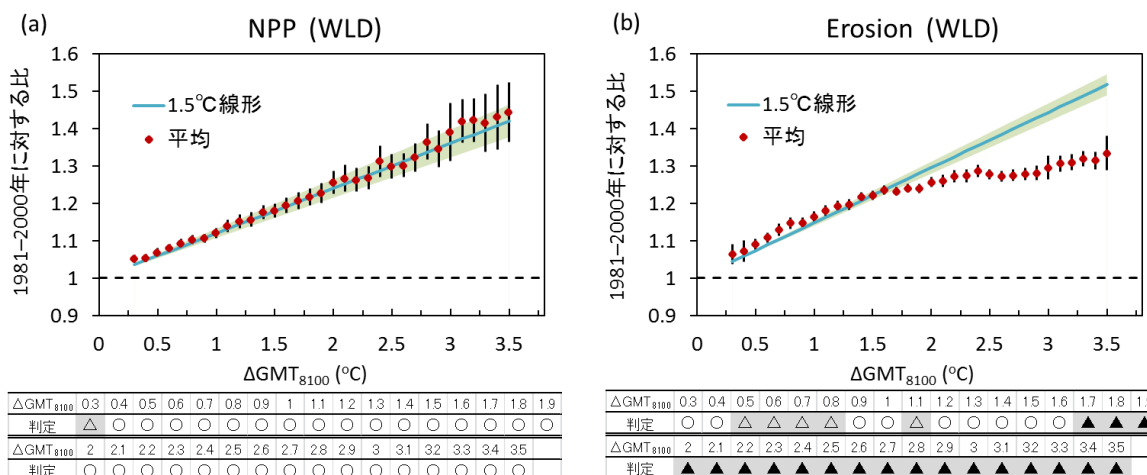 (a)
NPP (WLD)
1981–2000年に対する比
1.6
1.5
1.4
1.3
1.2
1.1
1
0.9
1.5℃線形
平均
0 0.5 1 1.5 2 2.5 3 3.5
ΔGMT8100 (℃)
△GMT8100 0.3 0.4 0.5 0.6 0.7 0.8 0.9 1 1.1 1.2 1.3 1.4 1.5 1.6 1.7 1.8 1.9
判定 △ ○ ○ ○ ○ ○ ○ ○ ○ ○ ○ ○ ○ ○ ○ ○ ○
△GMT8100 2 2.1 2.2 2.3 2.4 2.5 2.6 2.7 2.8 2.9 3 3.1 3.2 3.3 3.4 3.5
判定 ○ ○ ○ ○ ○ ○ ○ ○ ○ ○ ○ ○ ○ ○ ○ ○
(b)
Erosion (WLD)
1981–2000年に対する比
1.6
1.5
1.4
1.3
1.2
1.1
1
0.9
1.5℃線形
平均
0 0.5 1 1.5 2 2.5 3 3.5
ΔGMT8100 (℃)
△GMT8100 0.3 0.4 0.5 0.6 0.7 0.8 0.9 1 1.1 1.2 1.3 1.4 1.5 1.6 1.7 1.8
判定 ○ ○ △ △ △ △ ○ ○ △ ○ ○ ○ ○ ○ ▲ ▲ ▲
△GMT8100 2 2.1 2.2 2.3 2.4 2.5 2.6 2.7 2.8 2.9 3 3.1 3.2 3.3 3.4 3.5
判定 ▲ ▲ ▲ ▲ ▲ ▲ ▲ ▲ ▲ ▲ ▲ ▲ ▲ ▲ ▲ ▲